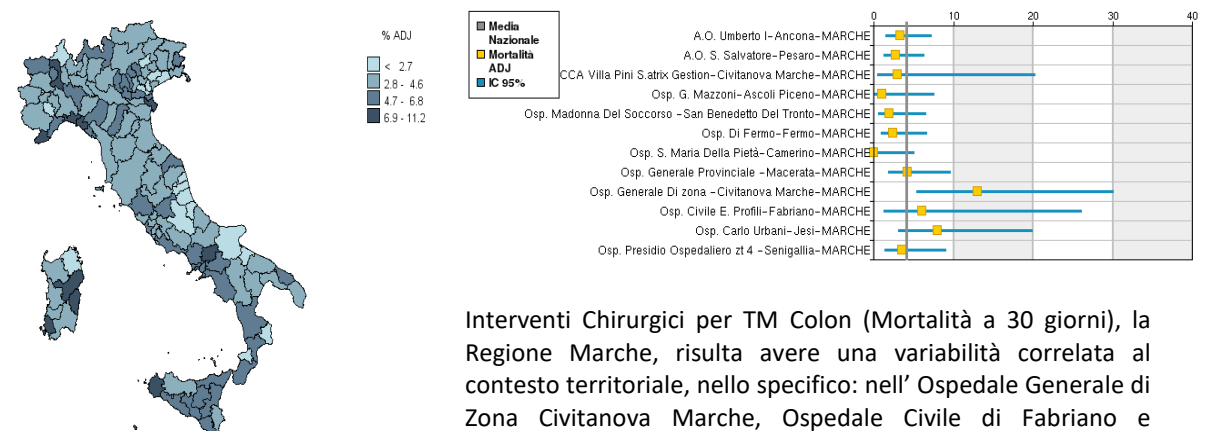 % ADJ
< 2.7
2.8 - 4.6
4.7 - 6.8
6.9 - 11.2
Media
Nazionale
Mortalità
ADJ
IC 95%
0 10 20 30 40
A.O. Umberto I-Ancona-MARCHE
A.O. S. Salvatore-Pesaro-MARCHE
CCA Villa Pini S.atrix Gestion-Civitanova Marche-MARCHE
Osp. G. Mazzoni-Ascoli Piceno-MARCHE
Osp. Madonna Del Soccorso -San Benedetto Del Tronto-MARCHE
Osp. Di Fermo-Fermo-MARCHE
Osp. S. Maria Della Pietà-Camerino-MARCHE
Osp. Generale Provinciale -Macerata-MARCHE
Osp. Generale Di zona -Civitanova Marche-MARCHE
Osp. Civile E. Profili-Fabriano-MARCHE
Osp. Carlo Urbani-Jesi-MARCHE
Osp. Presidio Ospedaliero zt 4 -Senigallia-MARCHE
Interventi Chirurgici per TM Colon (Mortalità a 30 giorni), la
Regione Marche, risulta avere una variabilità correlata al
contesto territoriale, nello specifico: nell' Ospedale Generale di
Zona Civitanova Marche, Ospedale Civile di Fabriano e